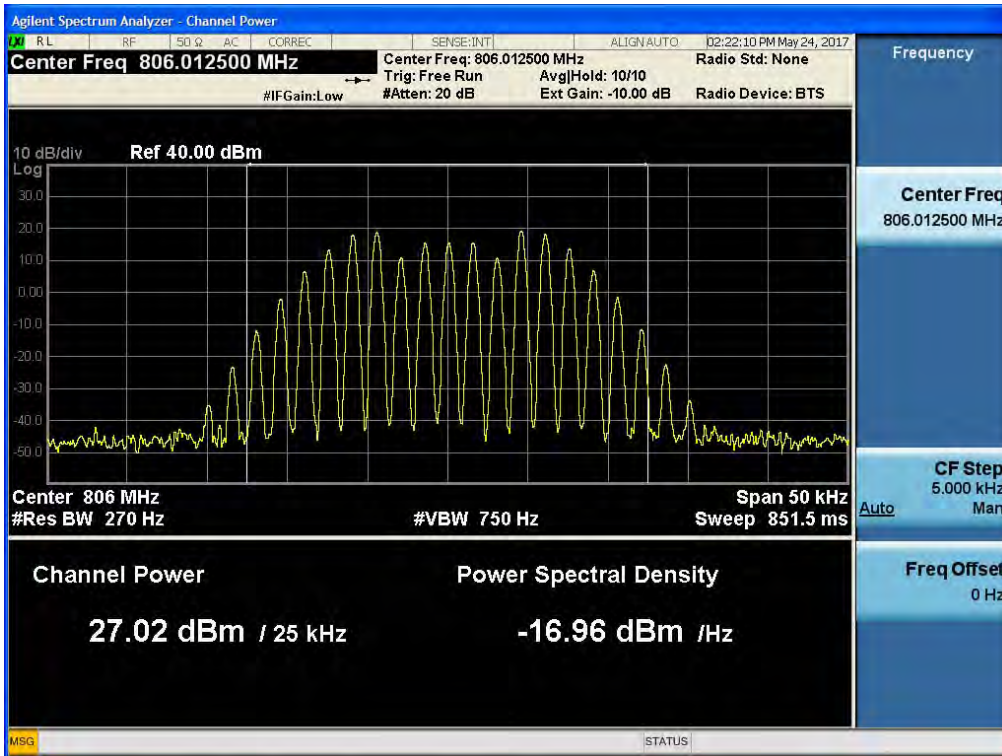 Agilent Spectrum Analyzer - Channel Power
LXI RL RF 50 Ω AC CORREC SENSE:INT ALIGN AUTO 02:22:10 PM May 24, 2017
Center Freq 806.012500 MHz
Center Freq: 806.012500 MHz Radio Std: None
Trig: Free Run Avg|Hold: 10/10
#IFGain:Low #Atten: 20 dB Ext Gain: -10.00 dB Radio Device: BTS
10 dB/div Ref 40.00 dBm
Log
30.0
20.0
10.0
0.00
-10.0
-20.0
-30.0
-40.0
-50.0
Center 806 MHz Span 50 kHz
#Res BW 270 Hz #VBW 750 Hz Sweep 851.5 ms
Channel Power Power Spectral Density
27.02 dBm / 25 kHz -16.96 dBm /Hz
MSG STATUS
Frequency
Center Freq
806.012500 MHz
CF Step
5.000 kHz
Auto Man
Freq Offset
0 Hz